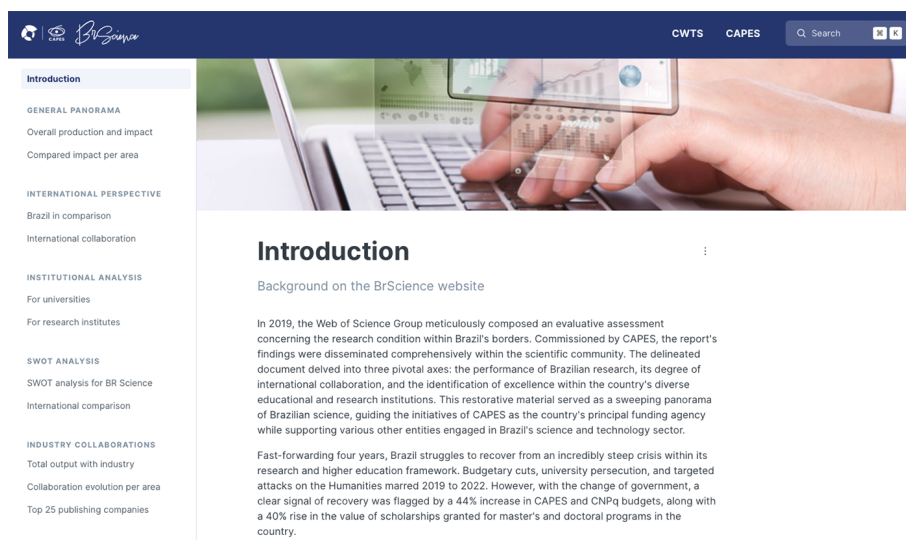 CAPES
BrScience
CWTS
CAPES
Search
⌘ K
Introduction
GENERAL PANORAMA
Overall production and impact
Compared impact per area
INTERNATIONAL PERSPECTIVE
Brazil in comparison
International collaboration
INSTITUTIONAL ANALYSIS
For universities
For research institutes
SWOT ANALYSIS
SWOT analysis for BR Science
International comparison
INDUSTRY COLLABORATIONS
Total output with industry
Collaboration evolution per area
Top 25 publishing companies
Introduction
Background on the BrScience website
In 2019, the Web of Science Group meticulously composed an evaluative assessment
concerning the research condition within Brazil's borders. Commissioned by CAPES, the report's
findings were disseminated comprehensively within the scientific community. The delineated
document delved into three pivotal axes: the performance of Brazilian research, its degree of
international collaboration, and the identification of excellence within the country's diverse
educational and research institutions. This restorative material served as a sweeping panorama
of Brazilian science, guiding the initiatives of CAPES as the country's principal funding agency
while supporting various other entities engaged in Brazil's science and technology sector.
Fast-forwarding four years, Brazil struggles to recover from an incredibly steep crisis within its
research and higher education framework. Budgetary cuts, university persecution, and targeted
attacks on the Humanities marred 2019 to 2022. However, with the change of government, a
clear signal of recovery was flagged by a 44% increase in CAPES and CNPq budgets, along with
a 40% rise in the value of scholarships granted for master's and doctoral programs in the
country.